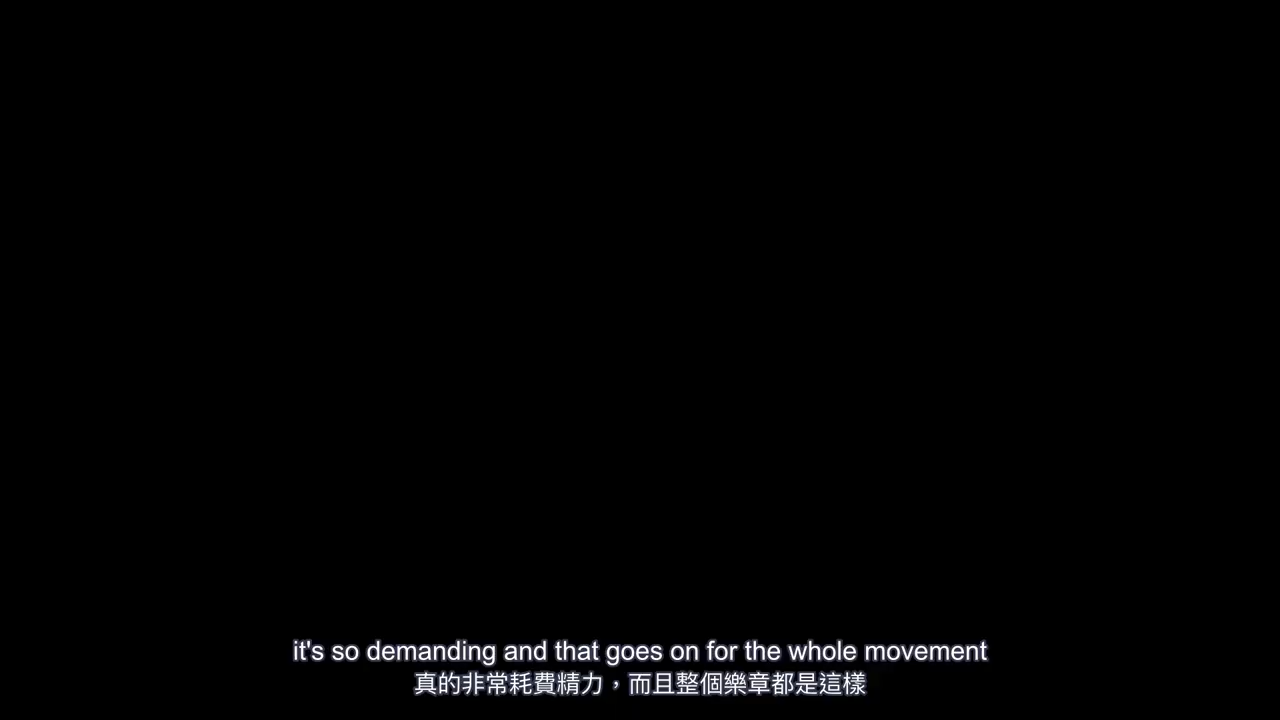 it's so demanding and that goes on for the whole movement
真的非常耗費精力，而且整個樂章都是這樣